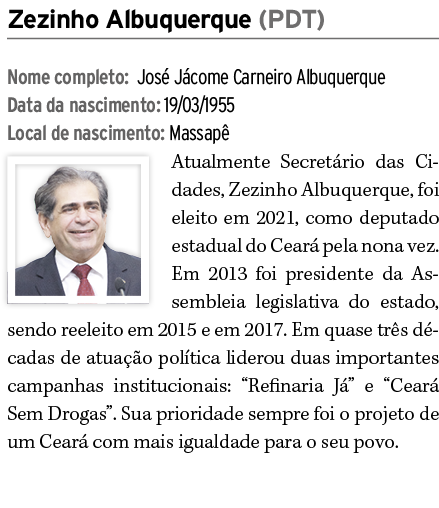 Zezinho Albuquerque (PDT)
Nome completo: José Jácome Carneiro Albuquerque
Data da nascimento: 19/03/1955
Local de nascimento: Massapê
Atualmente Secretário das Ci-
dades, Zezinho Albuquerque, foi
eleito em 2021, como deputado
estadual do Ceará pela nona vez.
Em 2013 foi presidente da As-
sembleia legislativa do estado,
sendo reeleito em 2015 e em 2017. Em quase três dé-
cadas de atuação política liderou duas importantes
campanhas institucionais: “Refinaria Já” e “Ceará
Sem Drogas”. Sua prioridade sempre foi o projeto de
um Ceará com mais igualdade para o seu povo.